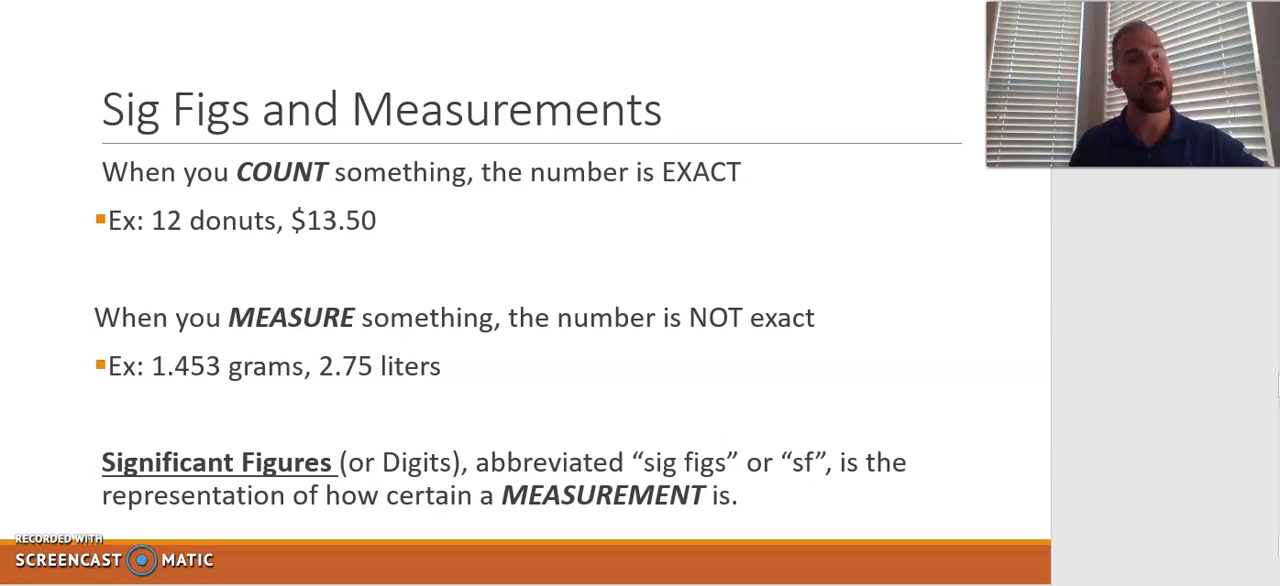 Sig Figs and Measurements
When you COUNT something, the number is EXACT
Ex: 12 donuts, $13.50
When you MEASURE something, the number is NOT exact
Ex: 1.453 grams, 2.75 liters
Significant Figures (or Digits), abbreviated “sig figs” or “sf”, is the
representation of how certain a MEASUREMENT is.
RECORDED WITH
SCREENCAST MATIC